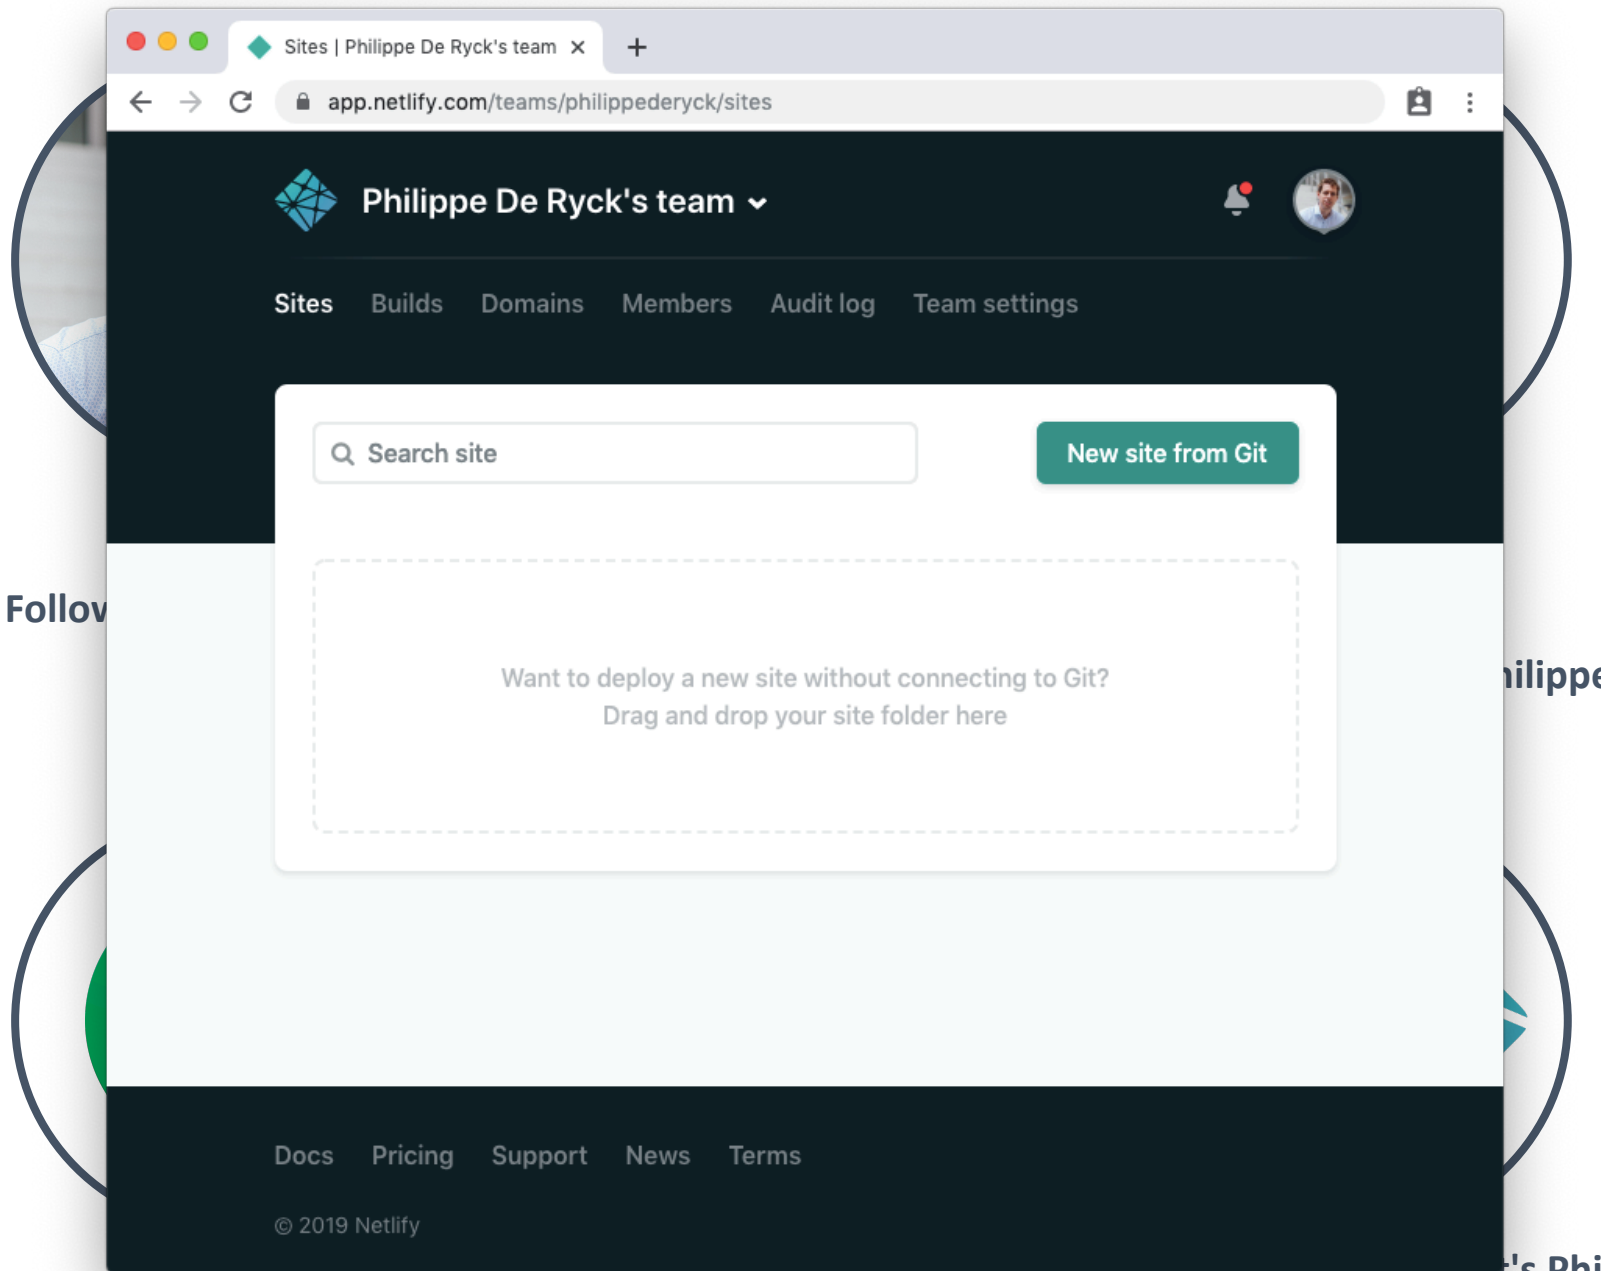 Sites | Philippe De Ryck's team
app.netlify.com/teams/philippederyck/sites
Philippe De Ryck's team
Sites Builds Domains Members Audit log Team settings
Search site
New site from Git
Want to deploy a new site without connecting to Git?
Drag and drop your site folder here
Docs Pricing Support News Terms
© 2019 Netlify